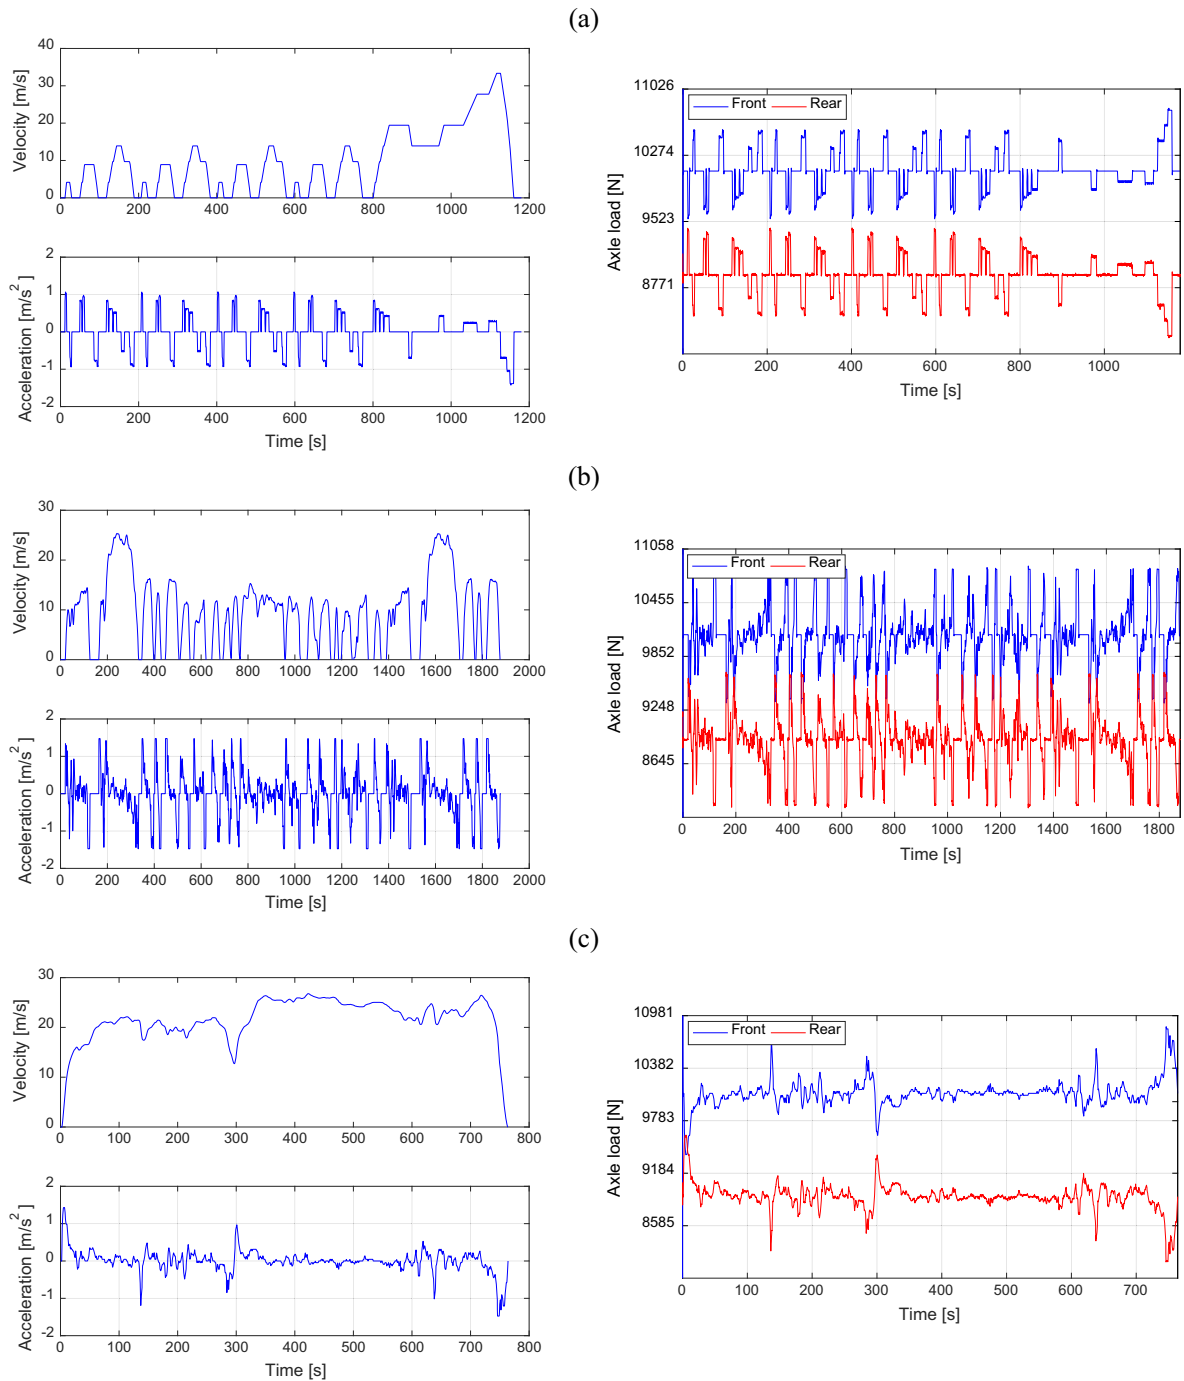 (a)
40
30
20
10
0
Velocity [m/s]
0 200 400 600 800 1000 1200
2
1
0
-1
-2
Acceleration [m/s²]
0 200 400 600 800 1000 1200
Time [s]
11026
10274
9523
8771
Axle load [N]
Front Rear
0 200 400 600 800 1000
Time [s]
(b)
30
20
10
0
Velocity [m/s]
0 200 400 600 800 1000 1200 1400 1600 1800 2000
2
1
0
-1
-2
Acceleration [m/s²]
0 200 400 600 800 1000 1200 1400 1600 1800 2000
Time [s]
11058
10455
9852
9248
8645
Axle load [N]
Front Rear
0 200 400 600 800 1000 1200 1400 1600 1800
Time [s]
(c)
30
20
10
0
Velocity [m/s]
0 100 200 300 400 500 600 700 800
2
1
0
-1
-2
Acceleration [m/s²]
0 100 200 300 400 500 600 700 800
Time [s]
10981
10382
9783
9184
8585
Axle load [N]
Front Rear
0 100 200 300 400 500 600 700
Time [s]